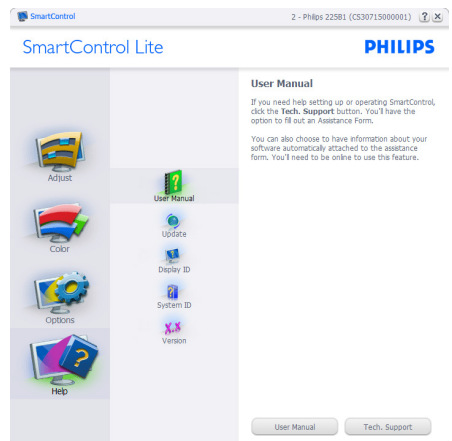 SmartControl
2 - Philips 225B1 (CS30715000001)
?
SmartControl Lite
PHILIPS
Adjust
Color
Options
Help
User Manual
Update
Display ID
System ID
X.X
Version
User Manual
If you need help setting up or operating SmartControl,
click the Tech. Support button. You'll have the
option to fill out an Assistance Form.
You can also choose to have information about your
software automatically attached to the assistance
form. You'll need to be online to use this feature.
User Manual
Tech. Support